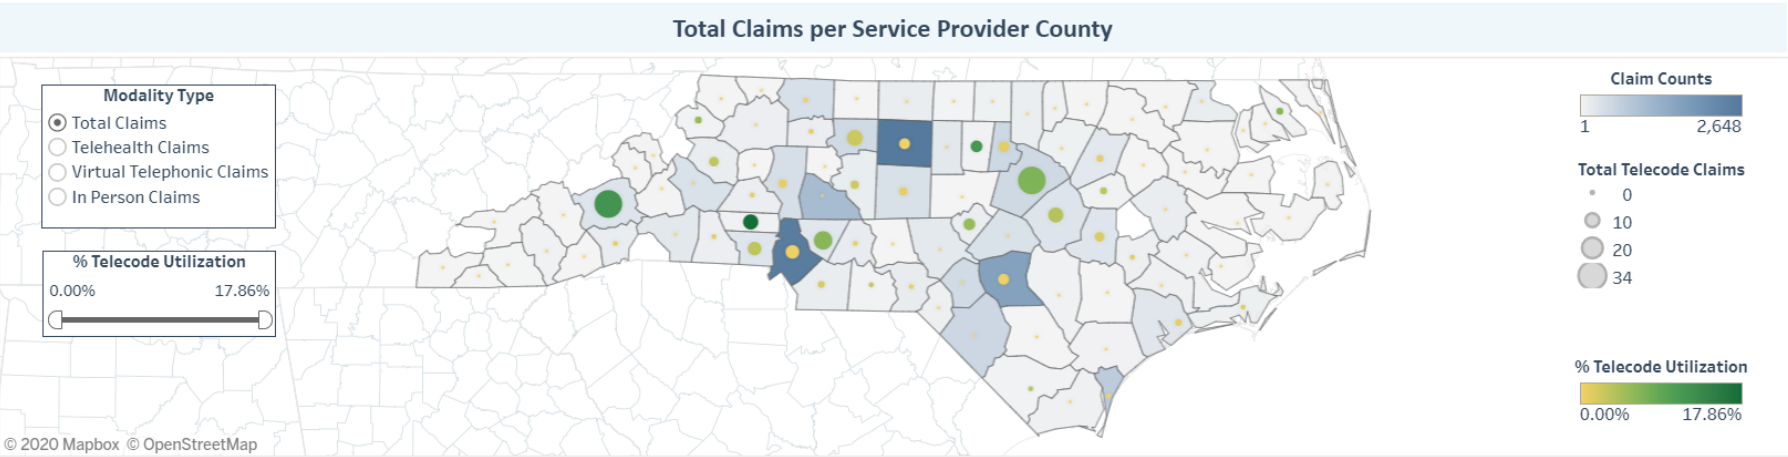 Total Claims per Service Provider County
Modality Type
Total Claims
Telehealth Claims
Virtual Telephonic Claims
In Person Claims
% Telecode Utilization
0.00% 17.86%
© 2020 Mapbox © OpenStreetMap
Claim Counts
1 2,648
Total Telecode Claims
0
10
20
34
% Telecode Utilization
0.00% 17.86%